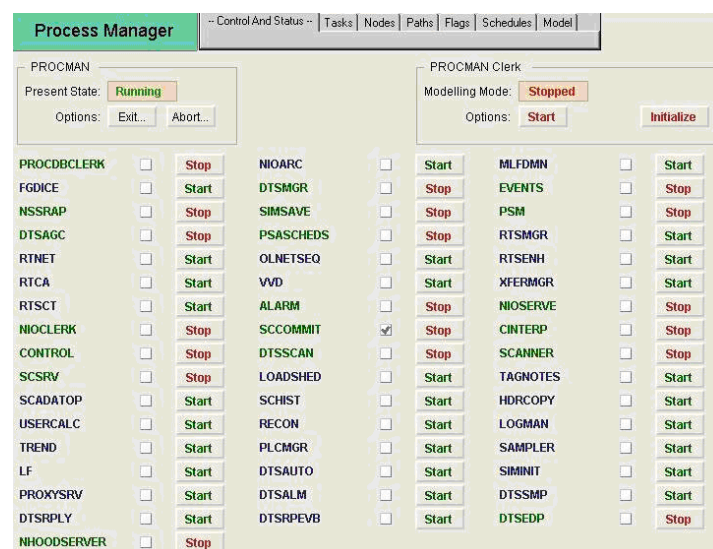 Process Manager
-- Control And Status -- Tasks Nodes Paths Flags Schedules Model
PROCMAN PROCMAN Clerk
Present State: Running Modelling Mode: Stopped
Options: Exit... Abort... Options: Start Initialize
PROCDBCLERK Stop NIOARC Start MLFDMN Start
FGDICE Start DTSMGR Stop EVENTS Stop
NSSRAP Stop SIMSAVE Stop PSM Stop
DTSAGC Stop PSASCHEDS Stop RTSMGR Start
RTNET Start OLNETSEQ Start RTSENH Start
RTCA Start VVD Start XFERMGR Start
RTSCT Start ALARM Stop NIOSERVE Stop
NIOCLERK Stop SCCOMMIT Stop CINTERP Stop
CONTROL Stop DTSSCAN Stop SCANNER Stop
SCSRV Stop LOADSHED Start TAGNOTES Start
SCADATOP Start SCHIST Start HDRCOPY Start
USERCALC Start RECON Start LOGMAN Start
TREND Start PLCMGR Start SAMPLER Start
LF Start DTSAUTO Start SIMINIT Start
PROXYSRV Start DTSALM Start DTSSMP Start
DTSRPLY Start DTSRPEVB Start DTSEDP Stop
NHOODSERVER Stop